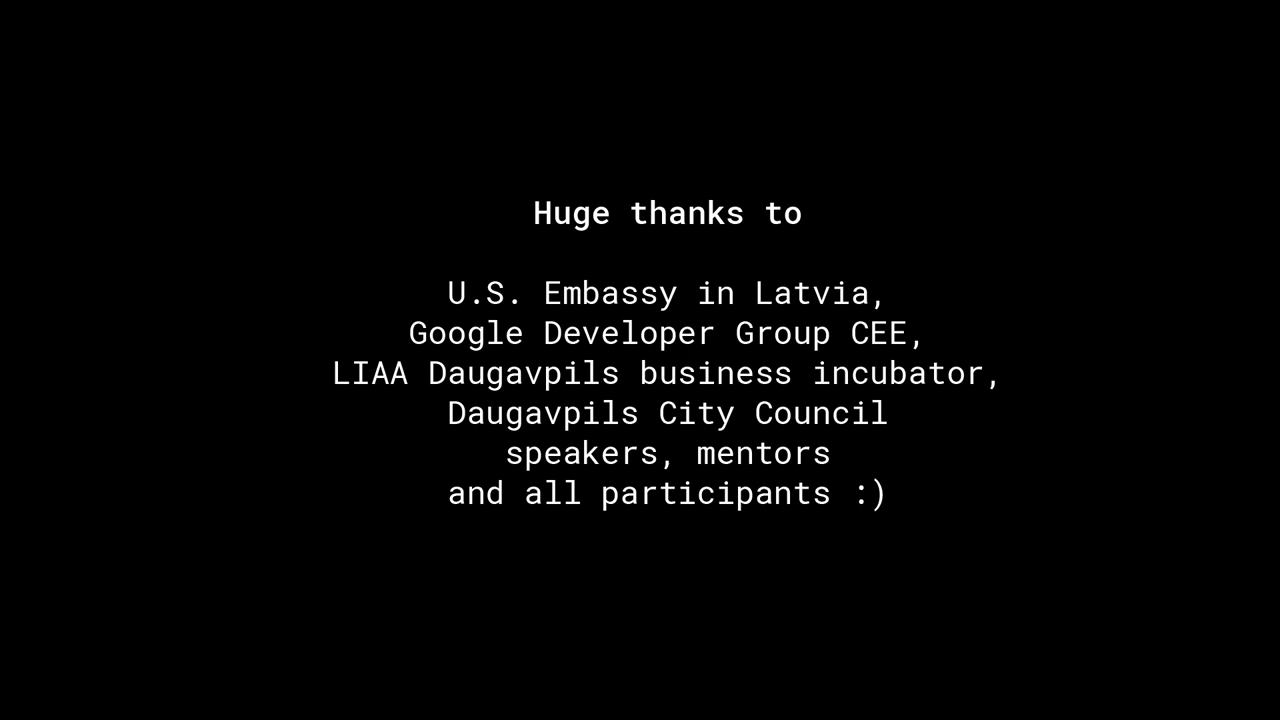 Huge thanks to
U.S. Embassy in Latvia,
Google Developer Group CEE,
LIAA Daugavpils business incubator,
Daugavpils City Council
speakers, mentors
and all participants :)